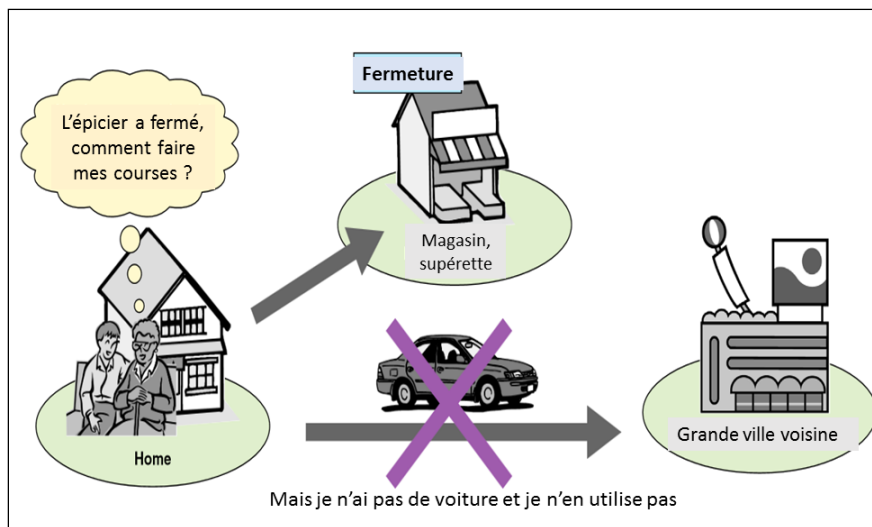 Fermeture
L'épicier a fermé,
comment faire
mes courses ?
Magasin,
supérette
Grande ville voisine
Home
Mais je n'ai pas de voiture et je n'en utilise pas